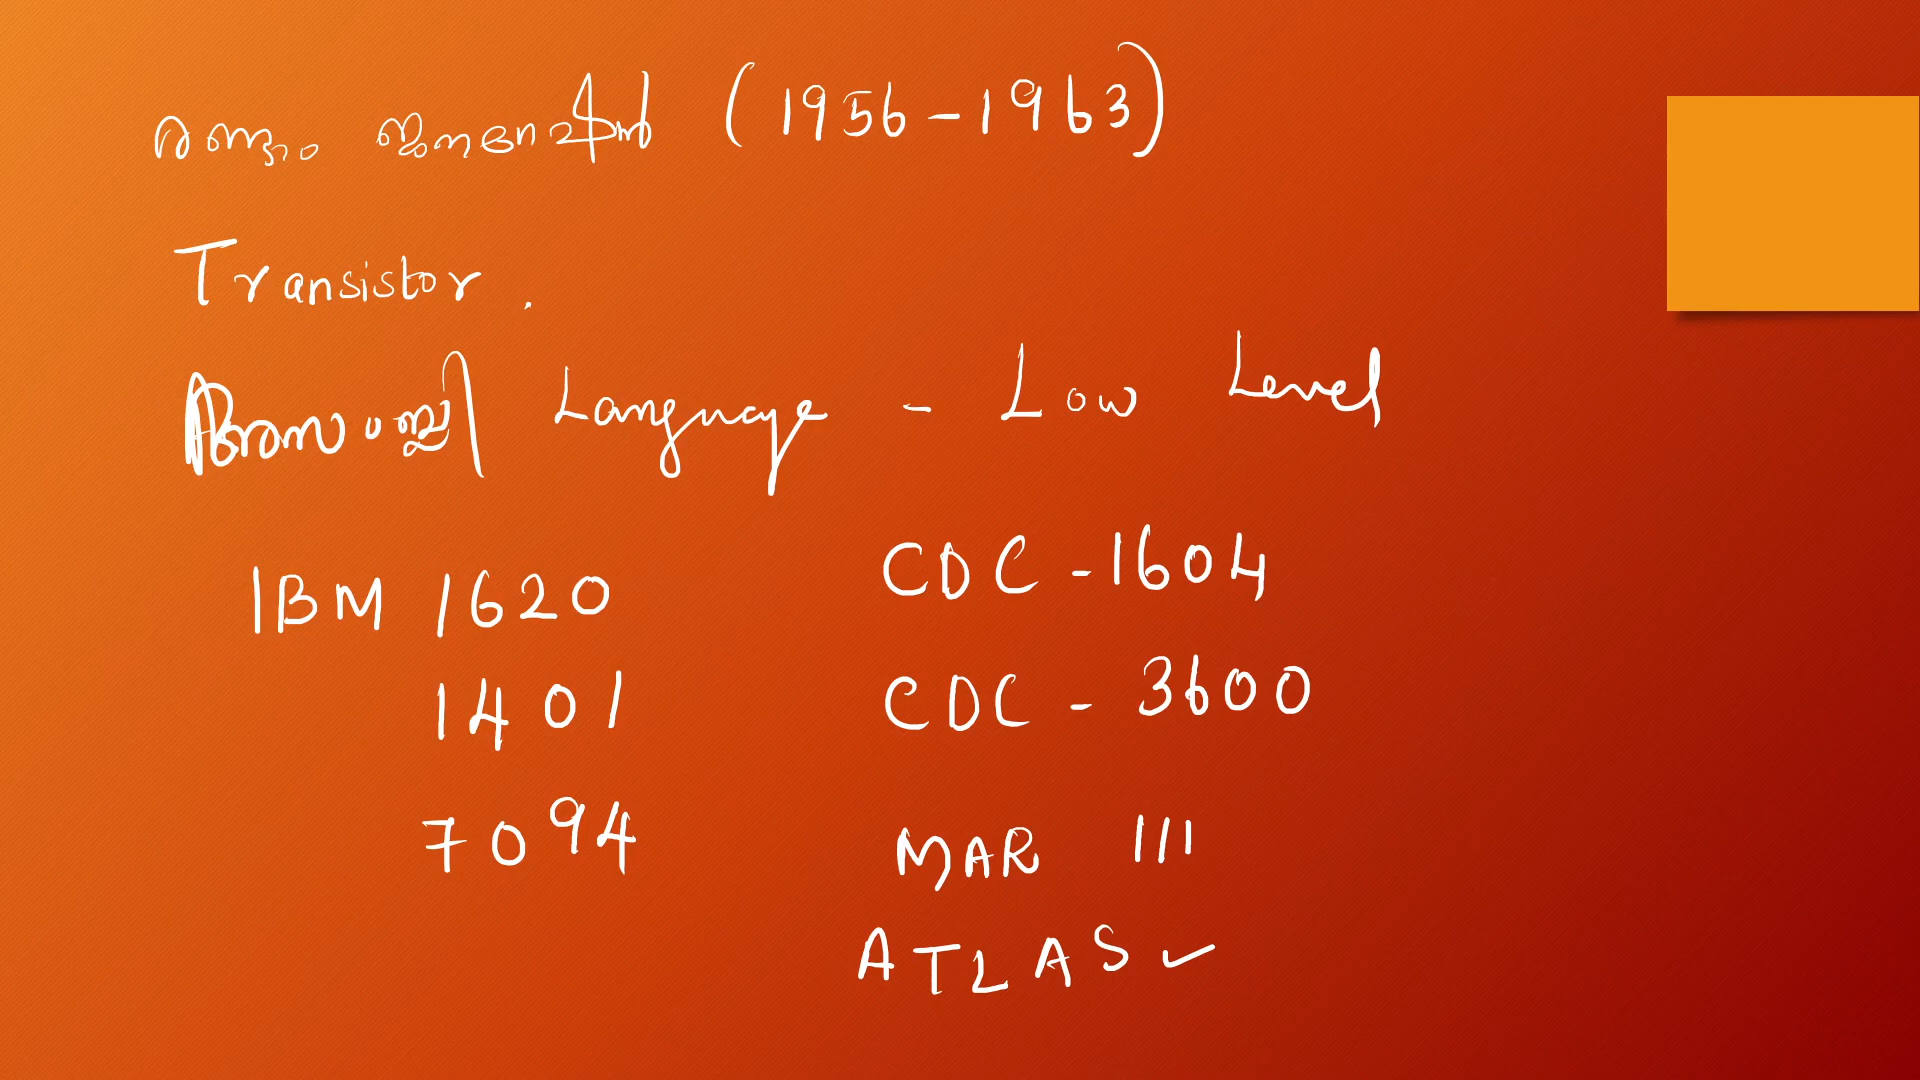 രണ്ടാം ജനറേഷൻ (1956-1963)
Transistor.
അസംബ്ലി Language - Low Level
IBM 1620
1401
7094
CDC - 1604
CDC - 3600
MAR III
ATLAS ✓